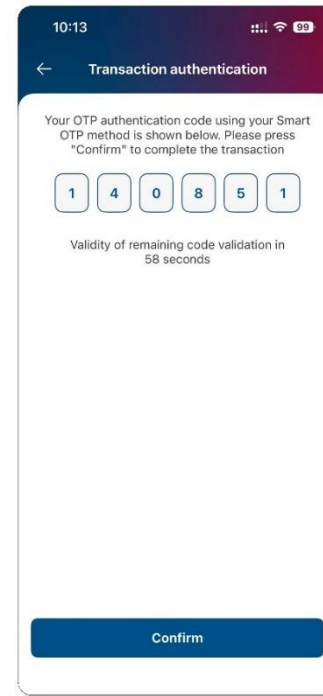 10:13
99
Transaction authentication
Your OTP authentication code using your Smart
OTP method is shown below. Please press
"Confirm" to complete the transaction
1 4 0 8 5 1
Validity of remaining code validation in
58 seconds
Confirm